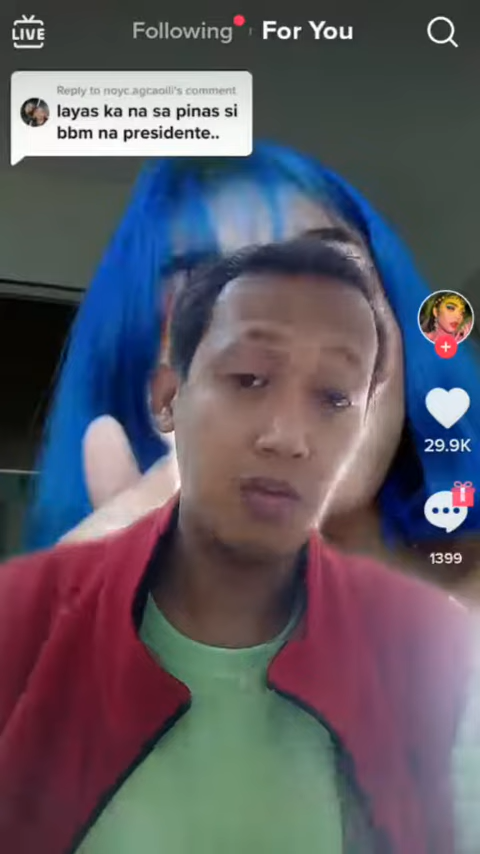 LIVE
Following
For You
Reply to noyc.agcaoili's comment
layas ka na sa pinas si
bbm na presidente..
29.9K
1399